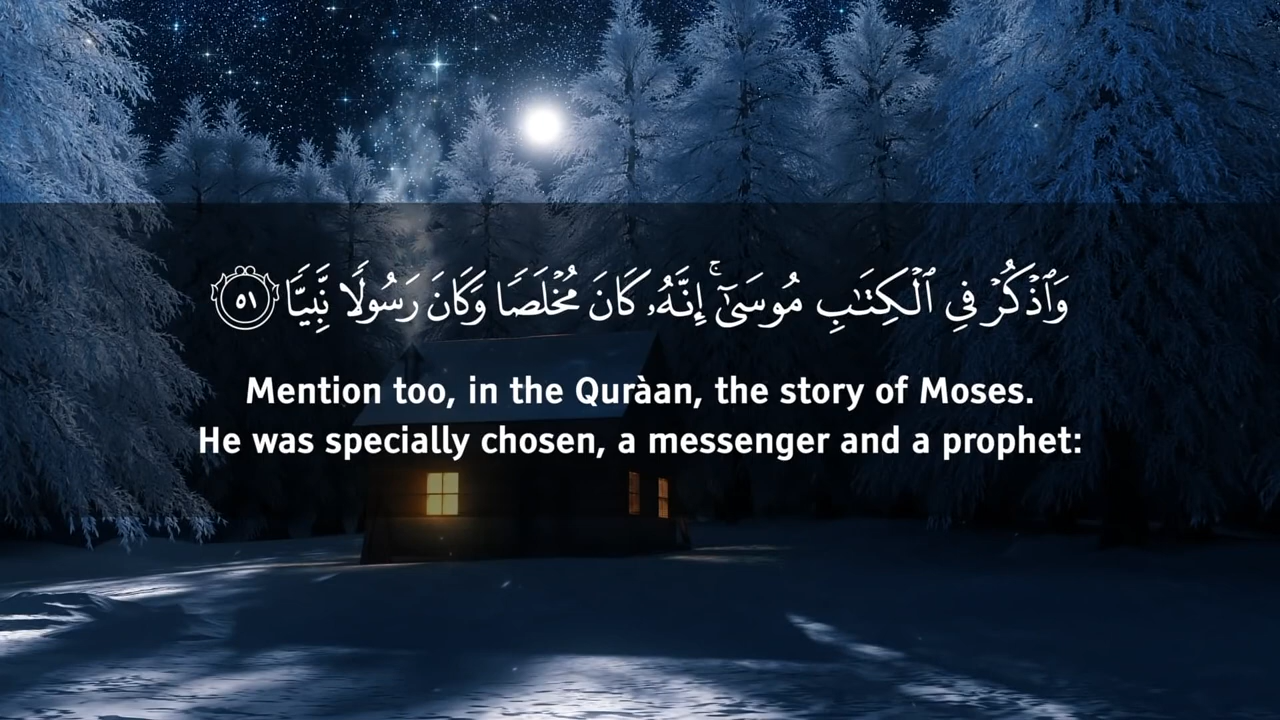 وَٱذْكُرْ فِى ٱلْكِتَٰبِ مُوسَىٰٓ ۚ إِنَّهُۥ كَانَ مُخْلَصًا وَكَانَ رَسُولًا نَّبِيًّا ٥١
Mention too, in the Quràan, the story of Moses.
He was specially chosen, a messenger and a prophet: